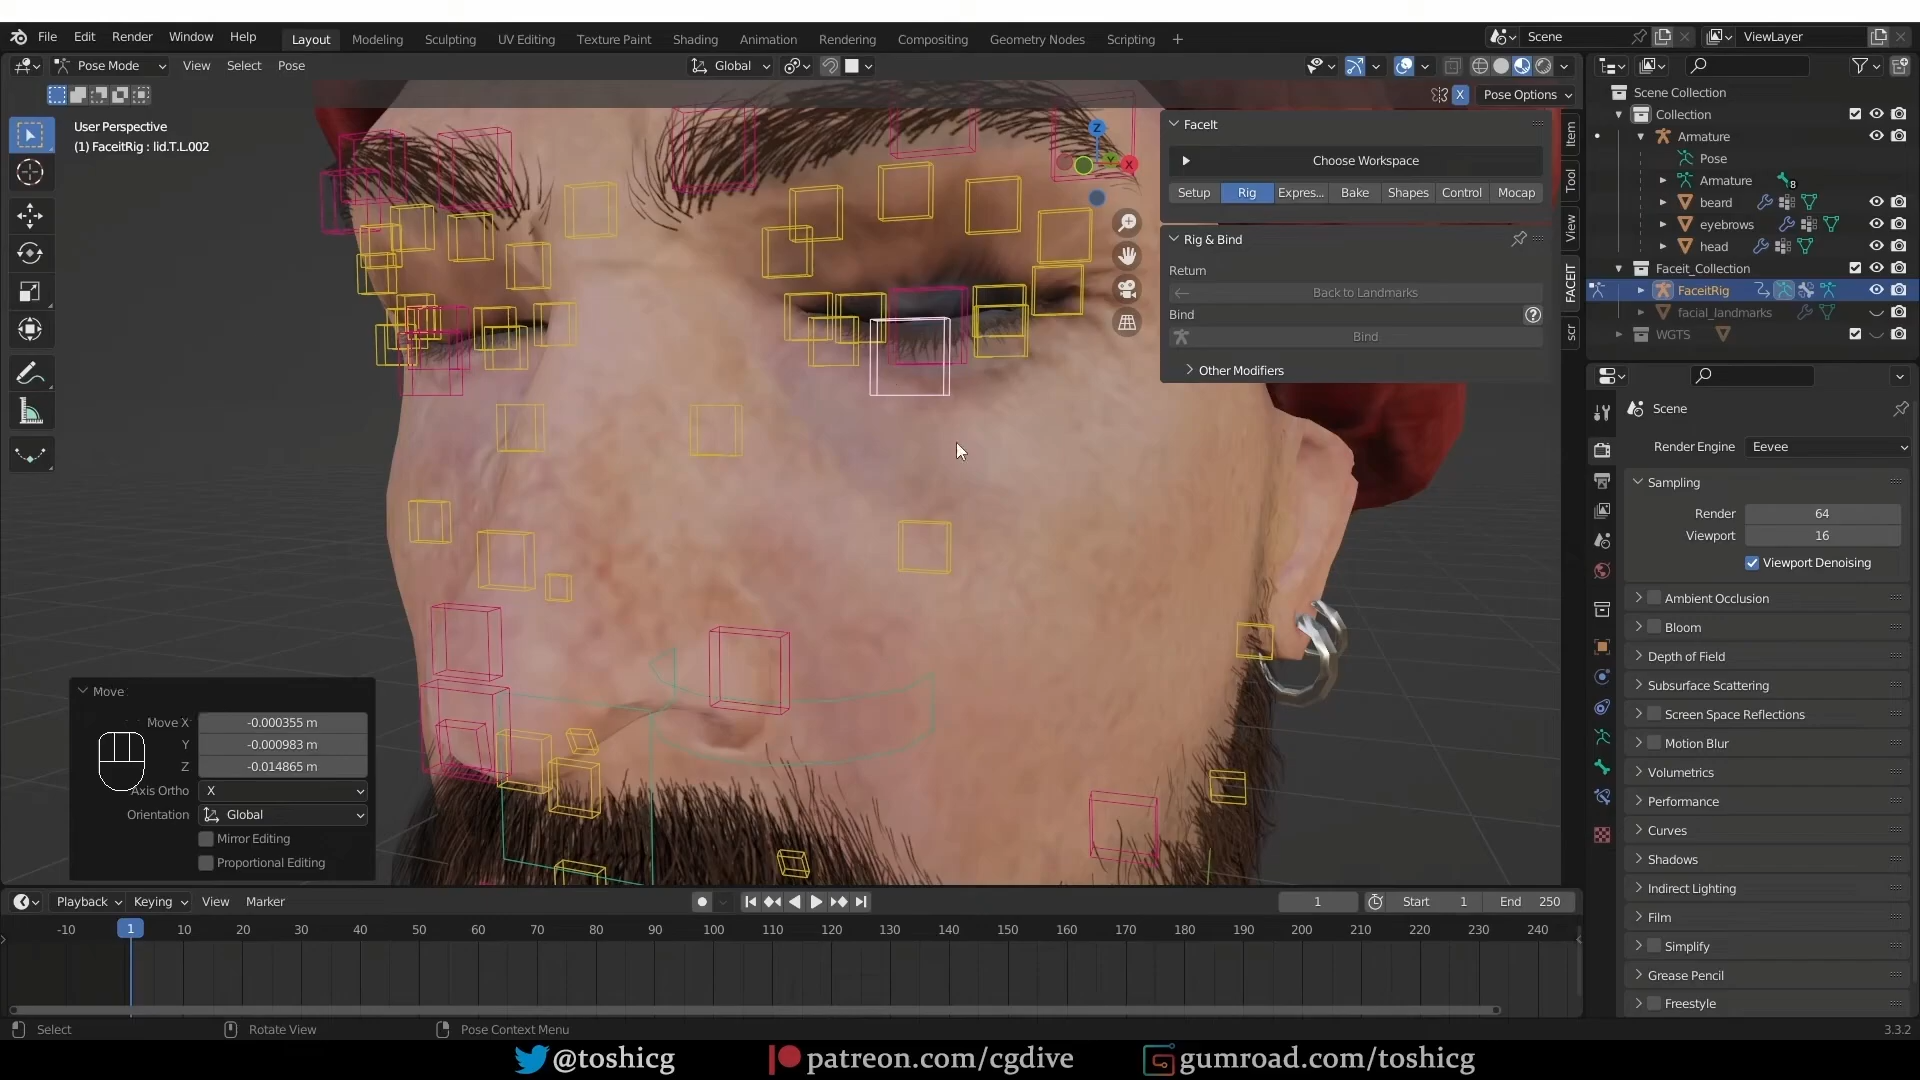 File Edit Render Window Help Layout Modeling Sculpting UV Editing Texture Paint Shading Animation Rendering Compositing Geometry Nodes Scripting + Scene ViewLayer
Pose Mode View Select Pose Global
X Pose Options
User Perspective
(1) FaceitRig : lid.T.L.002
Z
Y
X
FaceIt
Choose Workspace
Setup Rig Expres... Bake Shapes Control Mocap
Rig & Bind
Return
Back to Landmarks
Bind
Bind
Other Modifiers
Item
Tool
View
FACEIT
scr
Scene Collection
Collection
Armature
Pose
Armature 8
beard
eyebrows
head
Faceit_Collection
FaceitRig
facial_landmarks
WGTS
Scene
Render Engine Eevee
Sampling
Render 64
Viewport 16
Viewport Denoising
Ambient Occlusion
Bloom
Depth of Field
Subsurface Scattering
Screen Space Reflections
Motion Blur
Volumetrics
Performance
Curves
Shadows
Indirect Lighting
Film
Simplify
Grease Pencil
Freestyle
Move
Move X -0.000355 m
Y -0.000983 m
Z -0.014865 m
Axis Ortho X
Orientation Global
Mirror Editing
Proportional Editing
Playback Keying View Marker 1 Start 1 End 250
-10 1 10 20 30 40 50 60 70 80 90 100 110 120 130 140 150 160 170 180 190 200 210 220 230 240
Select Rotate View Pose Context Menu 3.3.2
@toshicg patreon.com/cgdive gumroad.com/toshicg